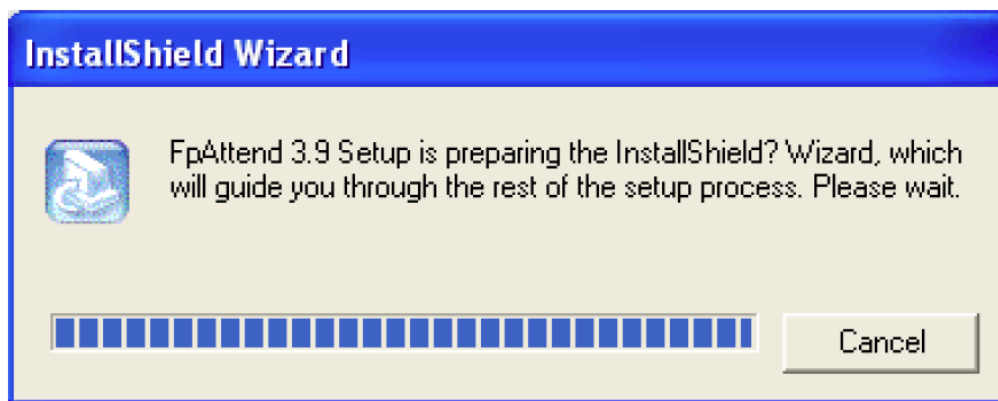 InstallShield Wizard
FpAttend 3.9 Setup is preparing the InstallShield? Wizard, which
will guide you through the rest of the setup process. Please wait.
Cancel